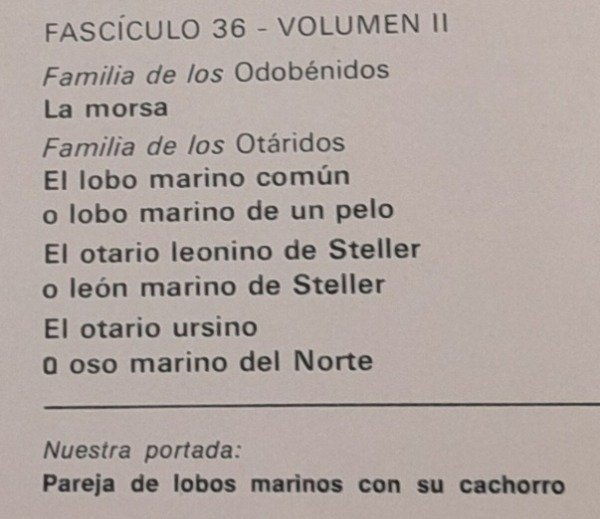 FASCÍCULO 36 - VOLUMEN II
Familia de los Odobénidos
La morsa
Familia de los Otáridos
El lobo marino común
o lobo marino de un pelo
El otario leonino de Steller
o león marino de Steller
El otario ursino
o oso marino del Norte
Nuestra portada:
Pareja de lobos marinos con su cachorro